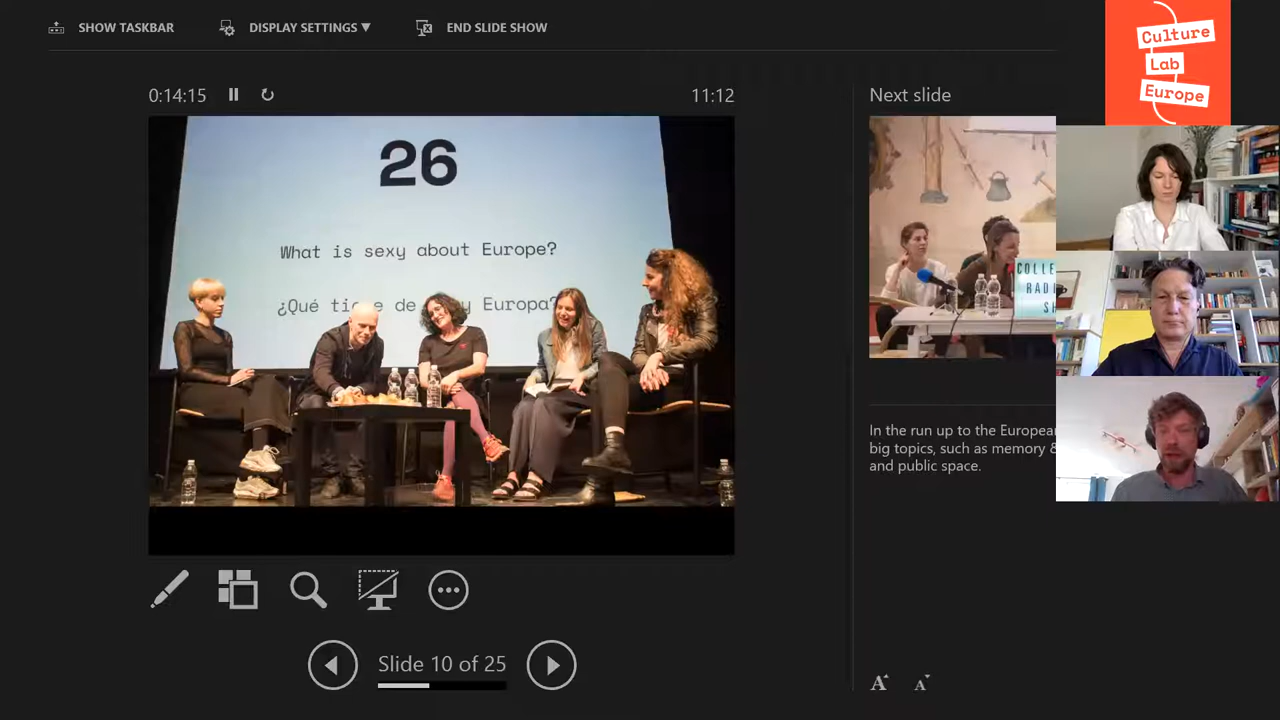 SHOW TASKBAR
DISPLAY SETTINGS ▼
END SLIDE SHOW
Culture
Lab
Europe
0:14:15
11:12
Next slide
26
What is sexy about Europe?
¿Qué de Europa?
COLLE
RAD
S
In the run up to the European
big topics, such as memory &
and public space.
Slide 10 of 25
A
A